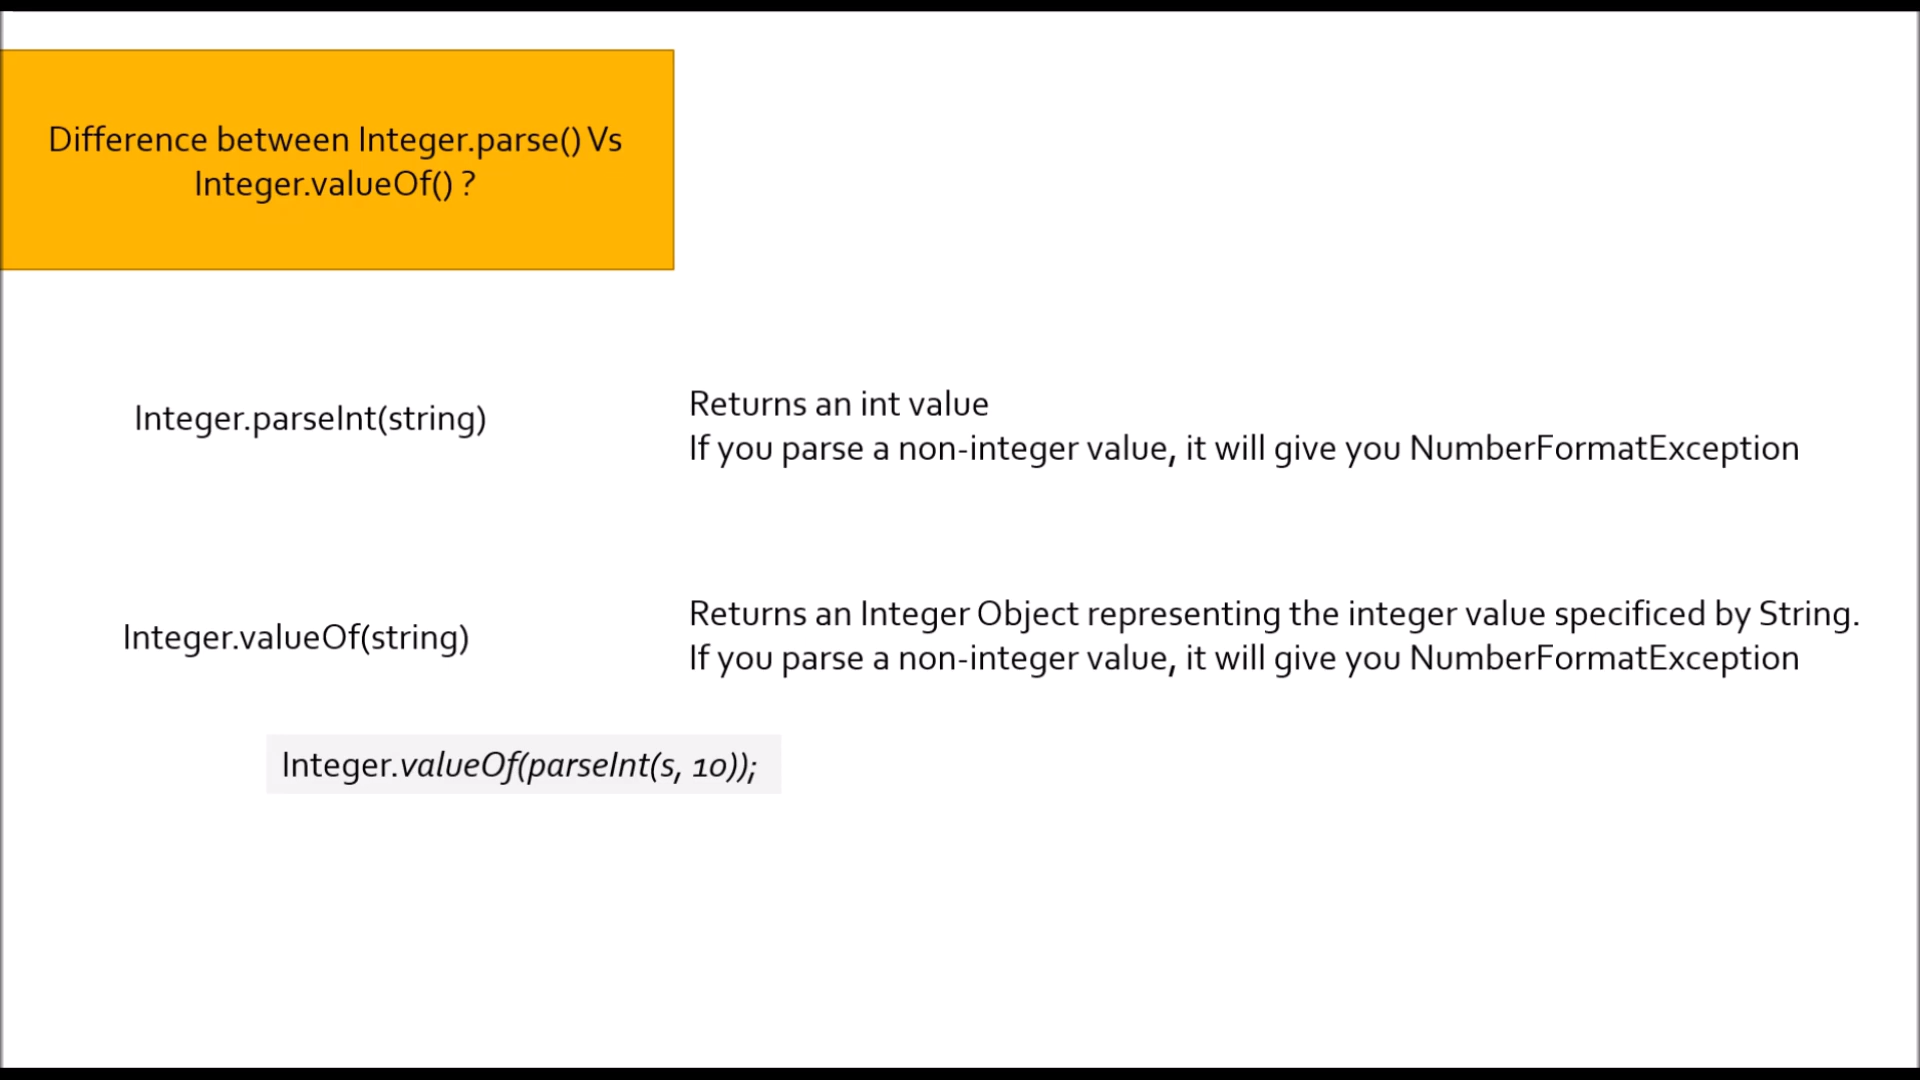 Difference between Integer.parse() Vs
Integer.valueOf() ?
Integer.parseInt(string)
Returns an int value
If you parse a non-integer value, it will give you NumberFormatException
Integer.valueOf(string)
Returns an Integer Object representing the integer value specificed by String.
If you parse a non-integer value, it will give you NumberFormatException
Integer.valueOf(parseInt(s, 10));